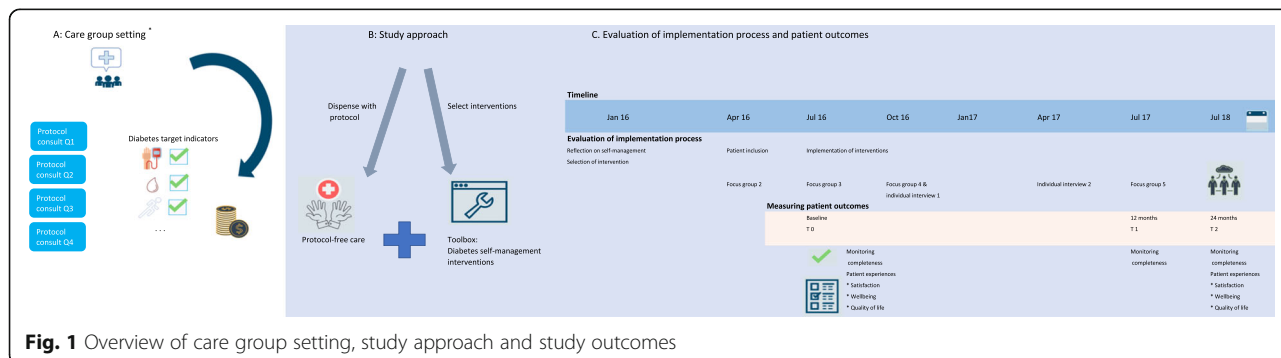 A: Care group setting *
Protocol
consult Q1
Protocol
consult Q2
Protocol
consult Q3
Protocol
consult Q4
Diabetes target indicators
. . .
B: Study approach
Dispense with
protocol
Select interventions
Protocol-free care
Toolbox:
Diabetes self-management
interventions
C. Evaluation of implementation process and patient outcomes
Timeline
Jan 16 Apr 16 Jul 16 Oct 16 Jan17 Apr 17 Jul 17 Jul 18
Evaluation of implementation process
Reflection on self-management Patient inclusion Implementation of interventions
Selection of intervention
Focus group 2 Focus group 3 Focus group 4 & Individual interview 2 Focus group 5
individual interview 1
Measuring patient outcomes
Baseline 12 months 24 months
T 0 T 1 T 2
Monitoring Monitoring Monitoring
completeness completeness completeness
Patient experiences Patient experiences
* Satisfaction * Satisfaction
* Wellbeing * Wellbeing
* Quality of life * Quality of life
Fig. 1 Overview of care group setting, study approach and study outcomes